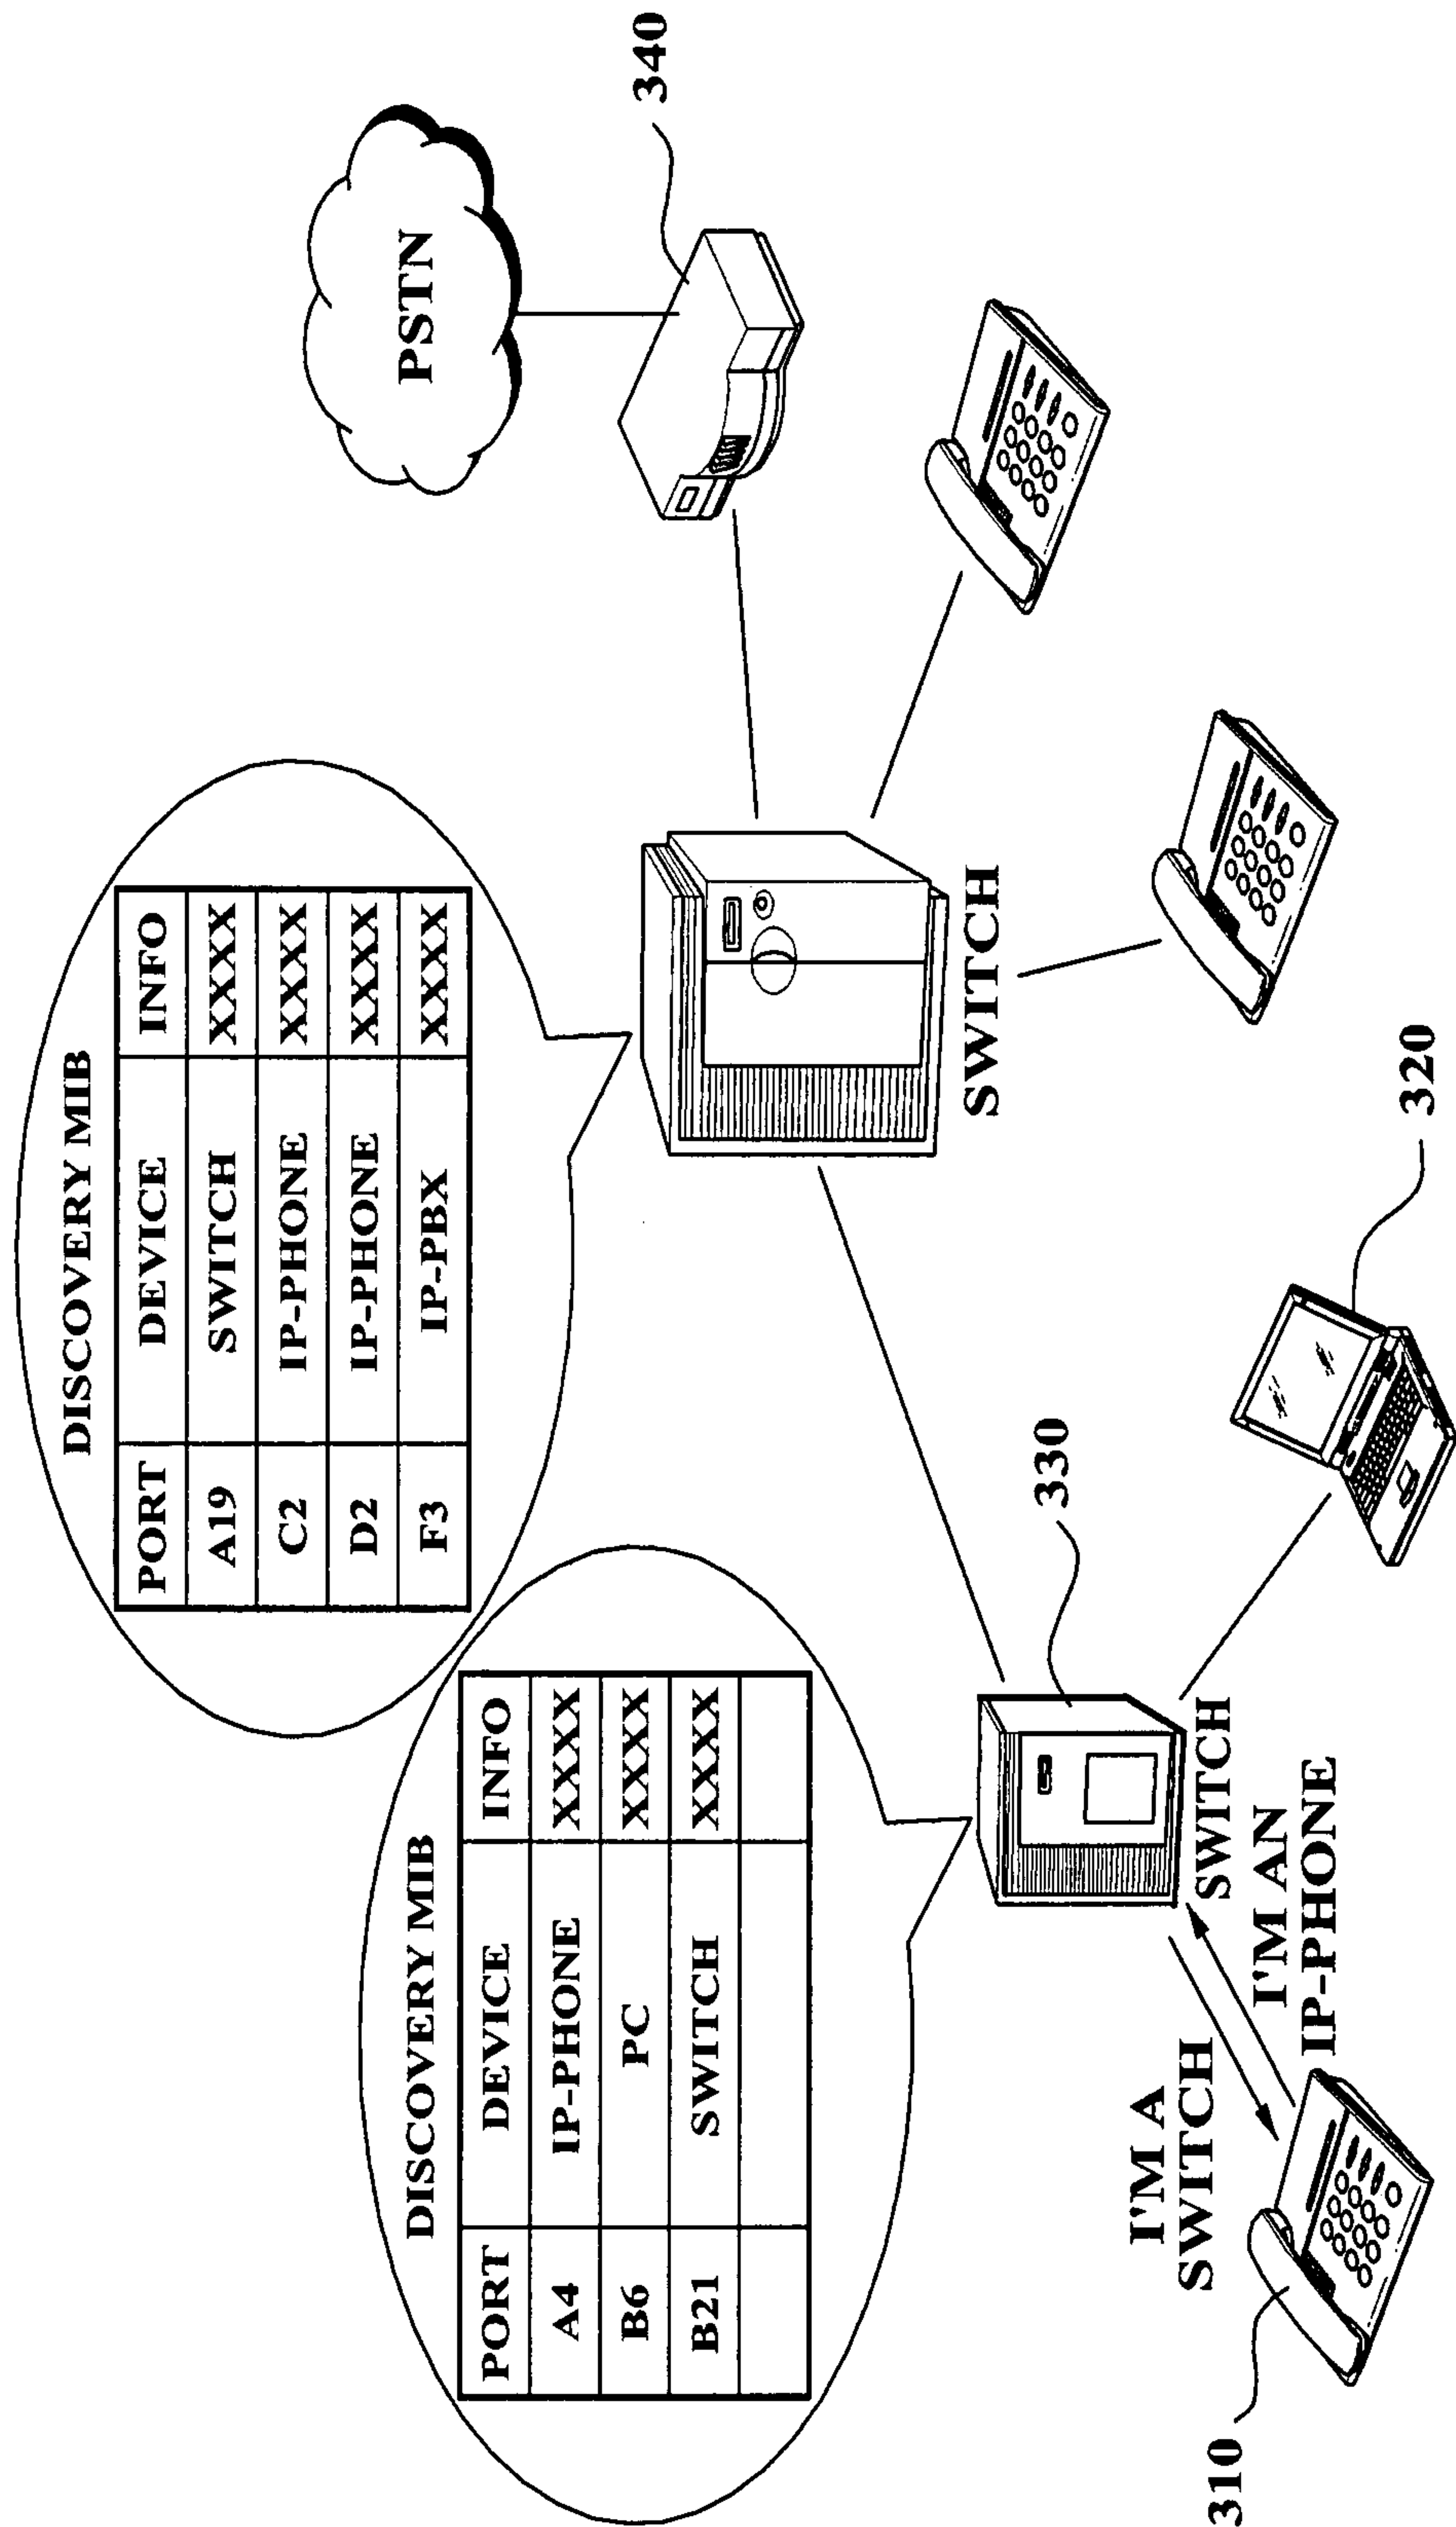 DISCOVERY MIB
PORT DEVICE INFO
A19 SWITCH XXXX
C2 IP-PHONE XXXX
D2 IP-PHONE XXXX
F3 IP-PBX XXXX
PSTN
340
DISCOVERY MIB
PORT DEVICE INFO
A4 IP-PHONE XXXX
B6 PC XXXX
B21 SWITCH XXXX
SWITCH
330
SWITCH
I'M A
SWITCH
I'M AN
IP-PHONE
310
320